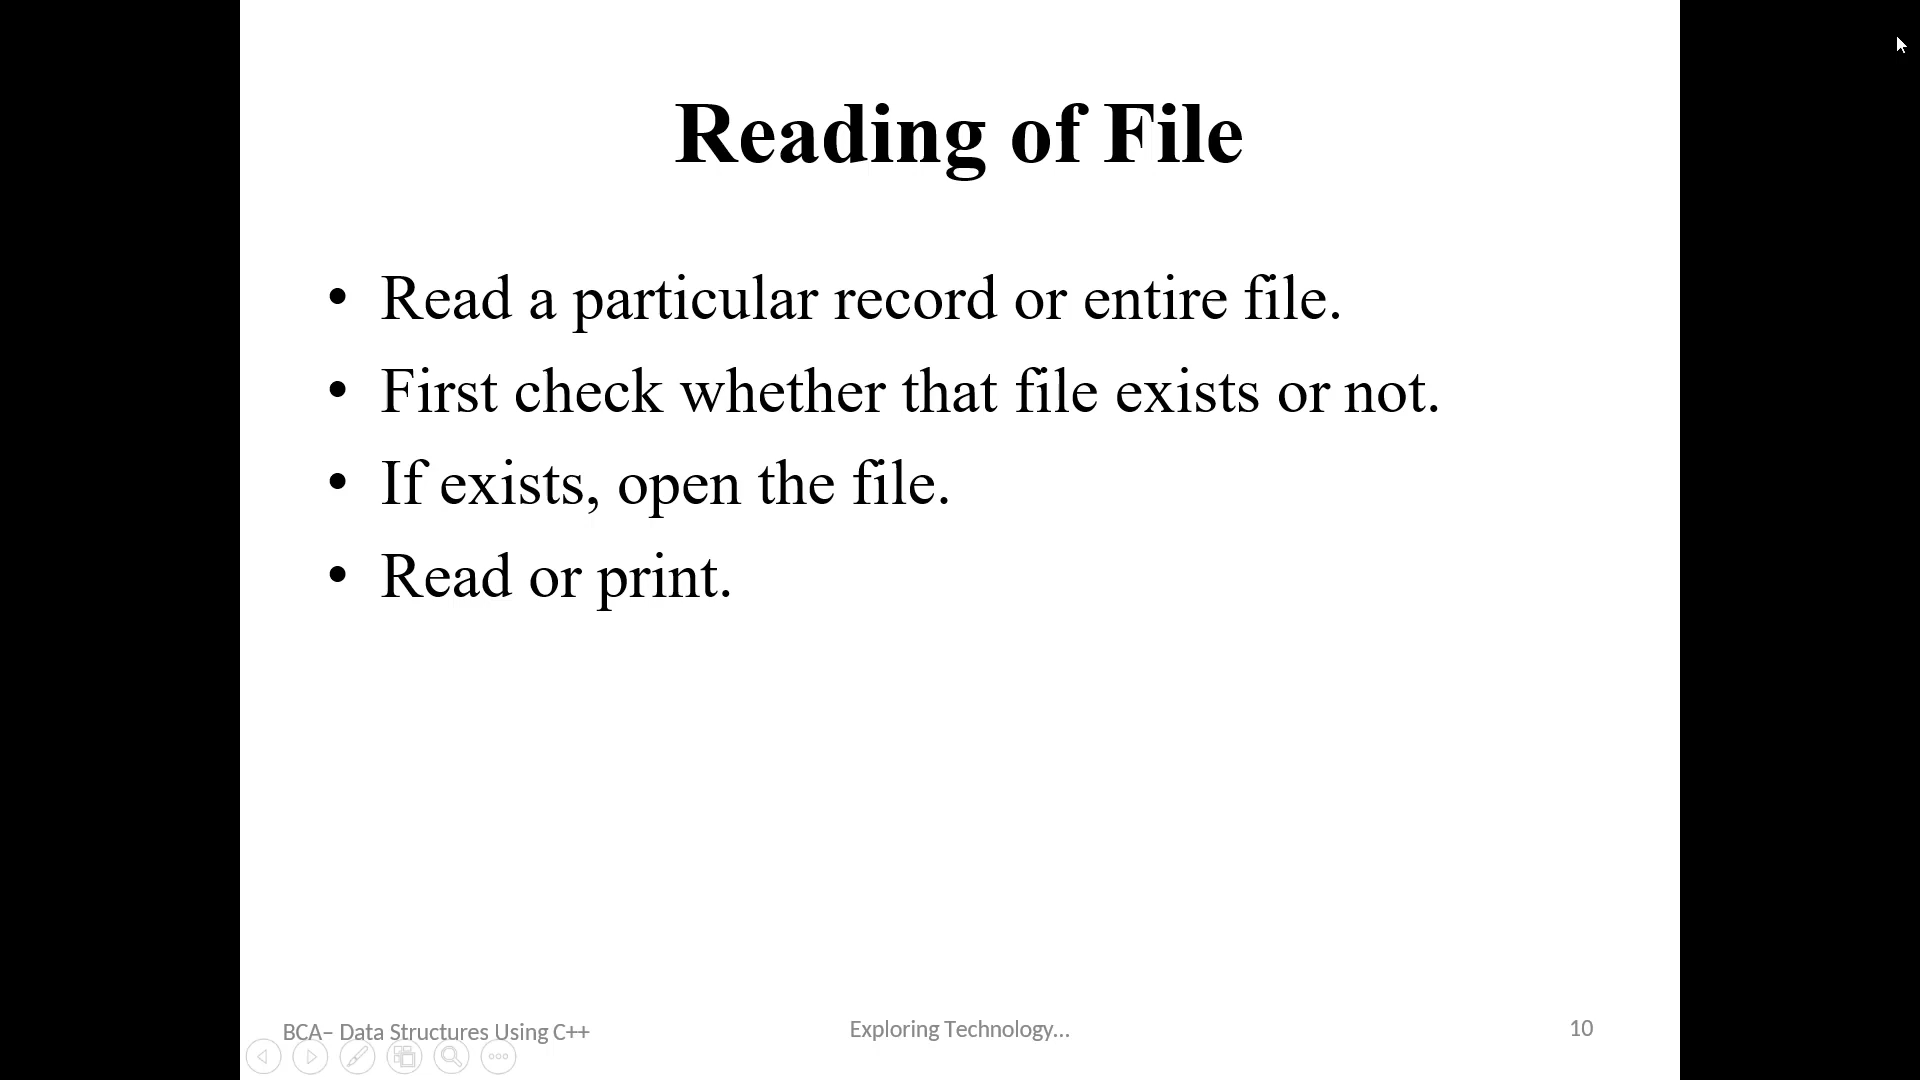 Reading of File
• Read a particular record or entire file.
• First check whether that file exists or not.
• If exists, open the file.
• Read or print.
BCA– Data Structures Using C++
Exploring Technology...
10